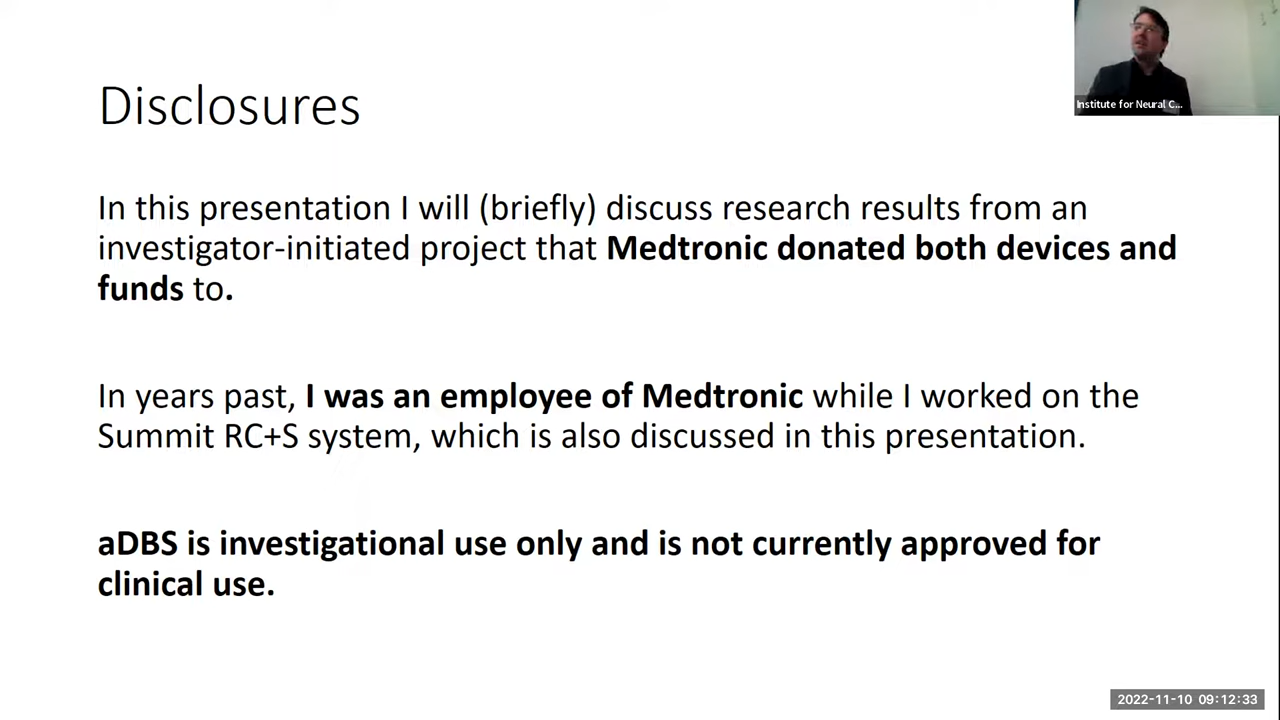 Institute for Neural C...
Disclosures
In this presentation I will (briefly) discuss research results from an
investigator-initiated project that Medtronic donated both devices and
funds to.
In years past, I was an employee of Medtronic while I worked on the
Summit RC+S system, which is also discussed in this presentation.
aDBS is investigational use only and is not currently approved for
clinical use.
2022-11-10 09:12:33